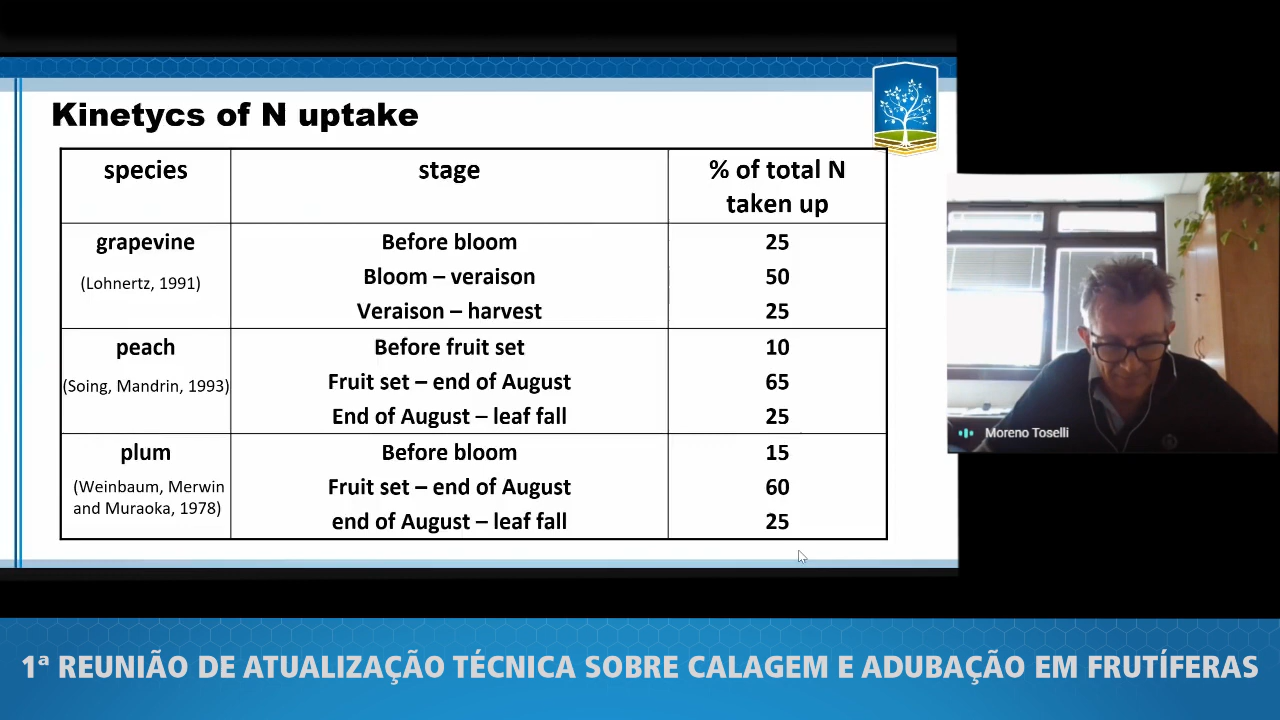 Kinetycs of N uptake
species stage % of total N
taken up
grapevine Before bloom 25
(Lohnertz, 1991) Bloom – veraison 50
Veraison – harvest 25
peach Before fruit set 10
(Soing, Mandrin, 1993) Fruit set – end of August 65
End of August – leaf fall 25
plum Before bloom 15
(Weinbaum, Merwin Fruit set – end of August 60
and Muraoka, 1978) end of August – leaf fall 25
Moreno Toselli
1ª REUNIÃO DE ATUALIZAÇÃO TÉCNICA SOBRE CALAGEM E ADUBAÇÃO EM FRUTÍFERAS